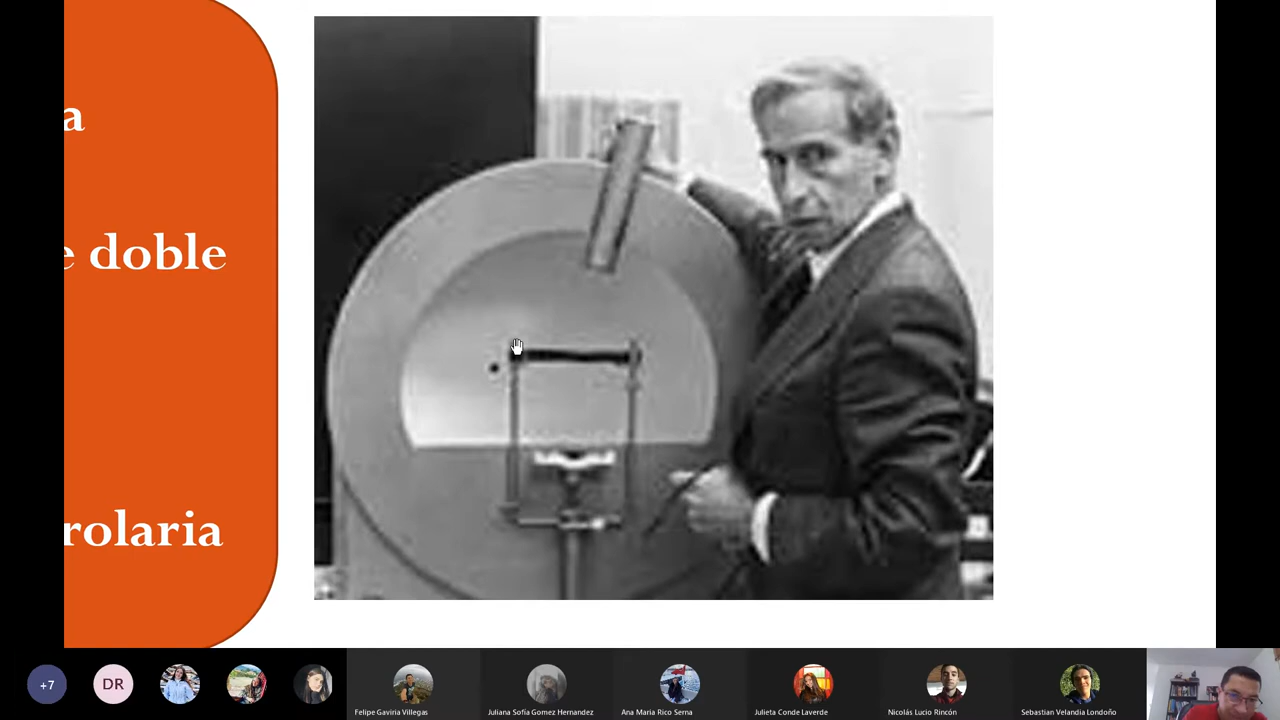 a
e doble
rolaria
+7
DR
Felipe Gaviria Villegas
Juliana Sofía Gomez Hernandez
Ana Maria Rico Serna
Julieta Conde Laverde
Nicolás Lucio Rincón
Sebastian Velandia Londoño